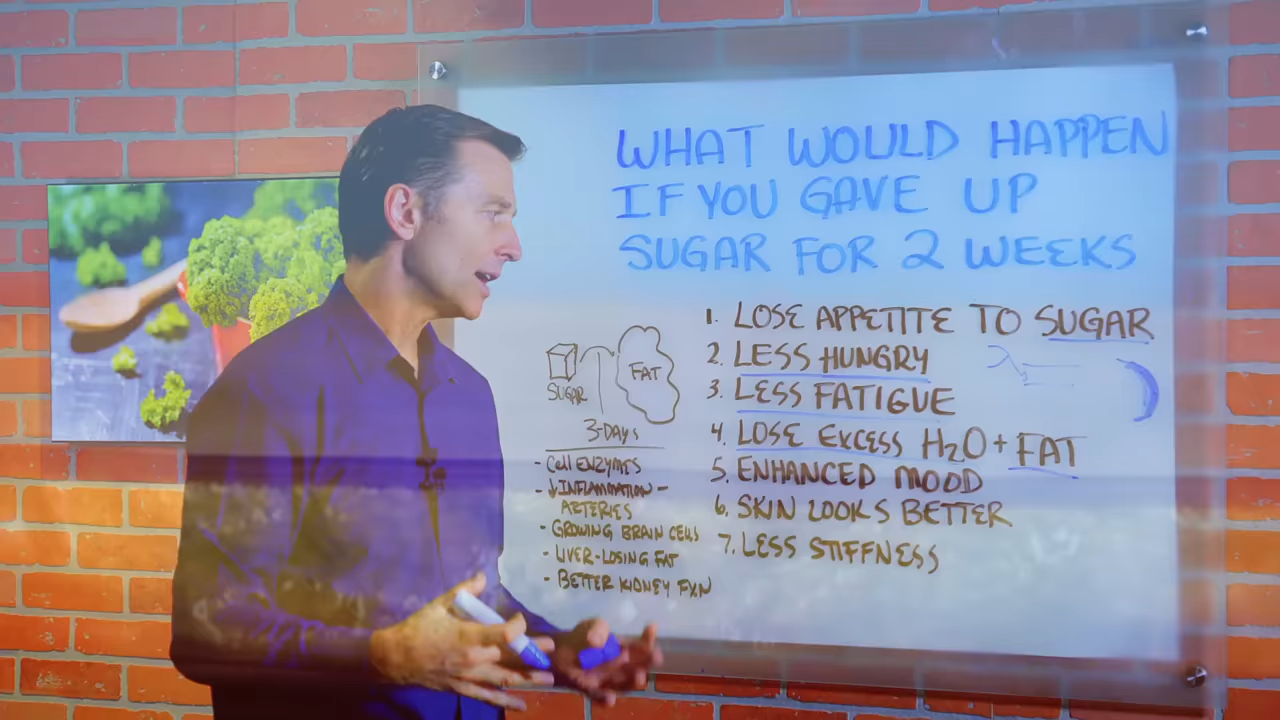 WHAT WOULD HAPPEN
IF YOU GAVE UP
SUGAR FOR 2 WEEKS
1. LOSE APPETITE TO SUGAR
2. LESS HUNGRY
3. LESS FATIGUE
4. LOSE EXCESS H2O + FAT
5. ENHANCED MOOD
6. SKIN LOOKS BETTER
7. LESS STIFFNESS
SUGAR
FAT
3-DAYS
- CELL ENZYMES
- ↓INFLAMMATION -
ARTERIES
- GROWING BRAIN CELLS
- LIVER-LOSING FAT
- BETTER KIDNEY FXN